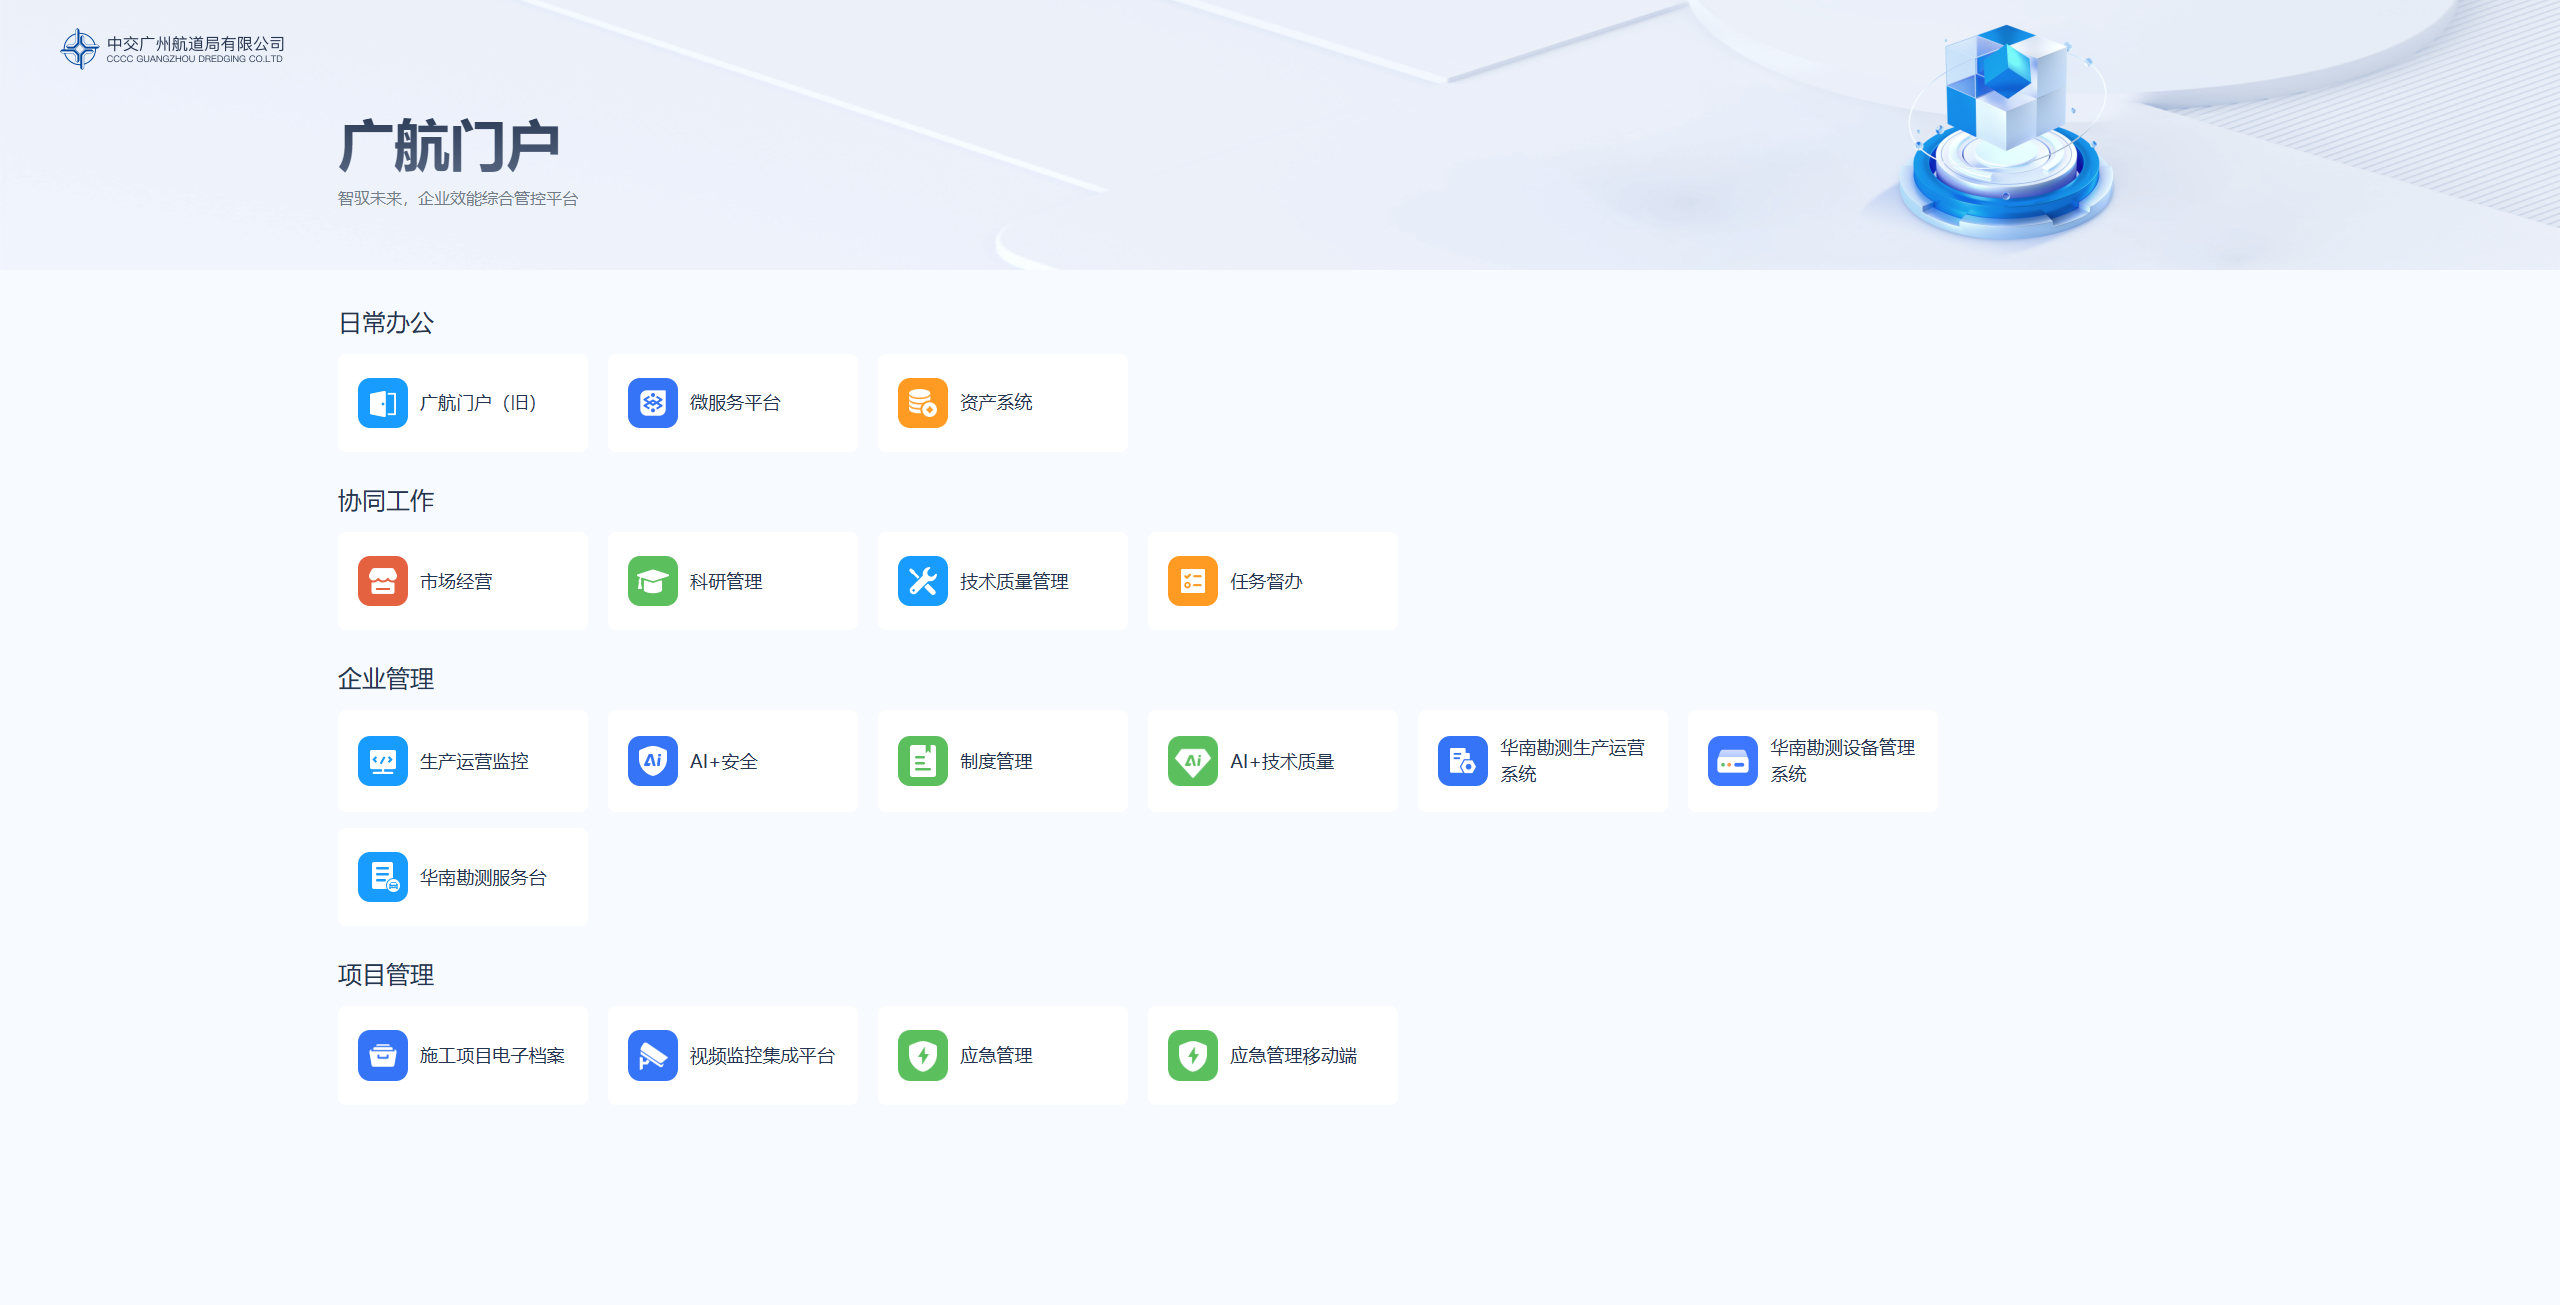 中交广州航道局有限公司
CCCC GUANGZHOU DREDGING CO.LTD
广航门户
智驭未来，企业效能综合管控平台
日常办公
广航门户（旧）
微服务平台
资产系统
协同工作
市场经营
科研管理
技术质量管理
任务督办
企业管理
生产运营监控
Ai
AI+安全
制度管理
Ai
AI+技术质量
华南勘测生产运营
系统
华南勘测设备管理
系统
华南勘测服务台
项目管理
施工项目电子档案
视频监控集成平台
应急管理
应急管理移动端